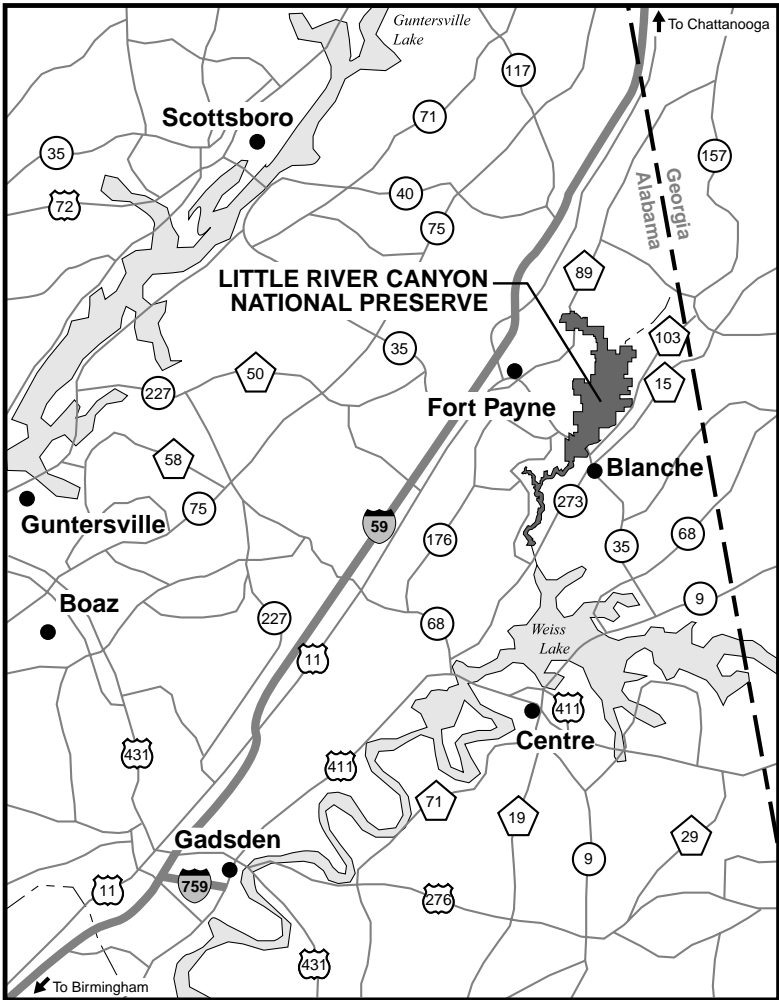 Guntersville
Lake
To Chattanooga
117
Scottsboro
71
35
157
Georgia
Alabama
72
40
75
89
LITTLE RIVER CANYON
NATIONAL PRESERVE
103
35
50
15
227
Fort Payne
58
Blanche
Guntersville
75
273
59
176
35
68
Boaz
9
227
68
Weiss
Lake
11
411
Centre
431
411
71
19
29
Gadsden
9
11
759
276
431
To Birmingham